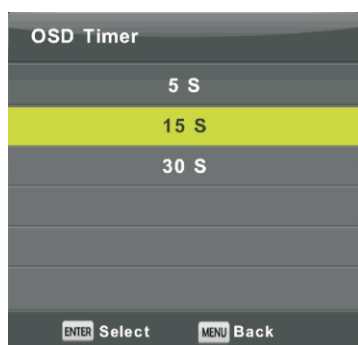 OSD Timer
5 S
15 S
30 S
ENTER Select MENU Back